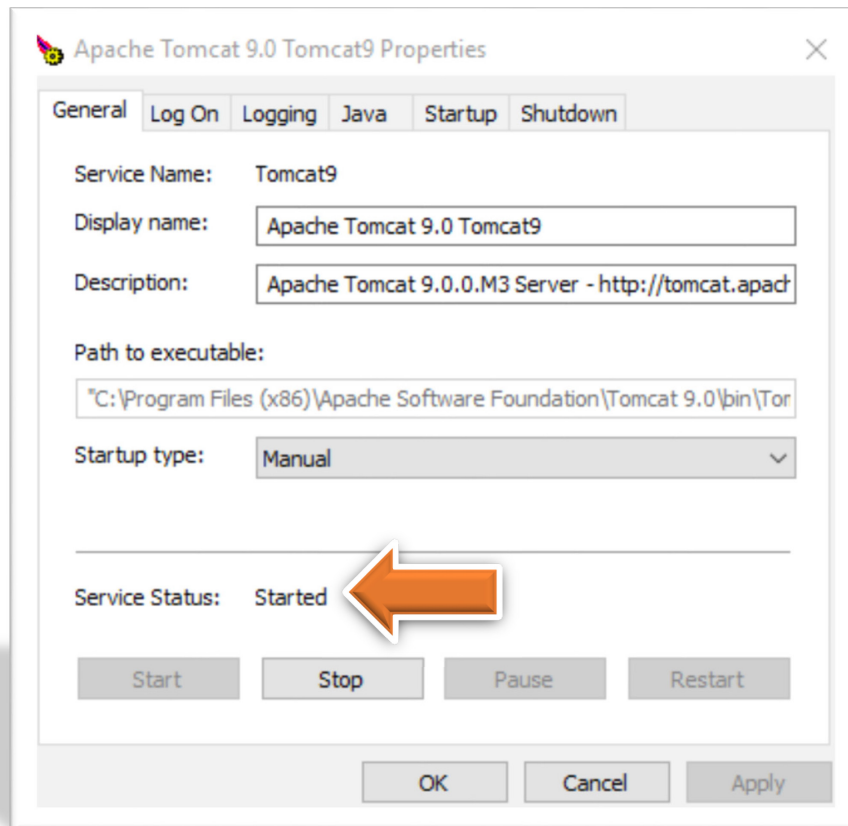 Apache Tomcat 9.0 Tomcat9 Properties
General Log On Logging Java Startup Shutdown
Service Name: Tomcat9
Display name: Apache Tomcat 9.0 Tomcat9
Description: Apache Tomcat 9.0.0.M3 Server - http://tomcat.apach
Path to executable:
"C:\Program Files (x86)\Apache Software Foundation\Tomcat 9.0\bin\Tor
Startup type: Manual
Service Status: Started
Start Stop Pause Restart
OK Cancel Apply